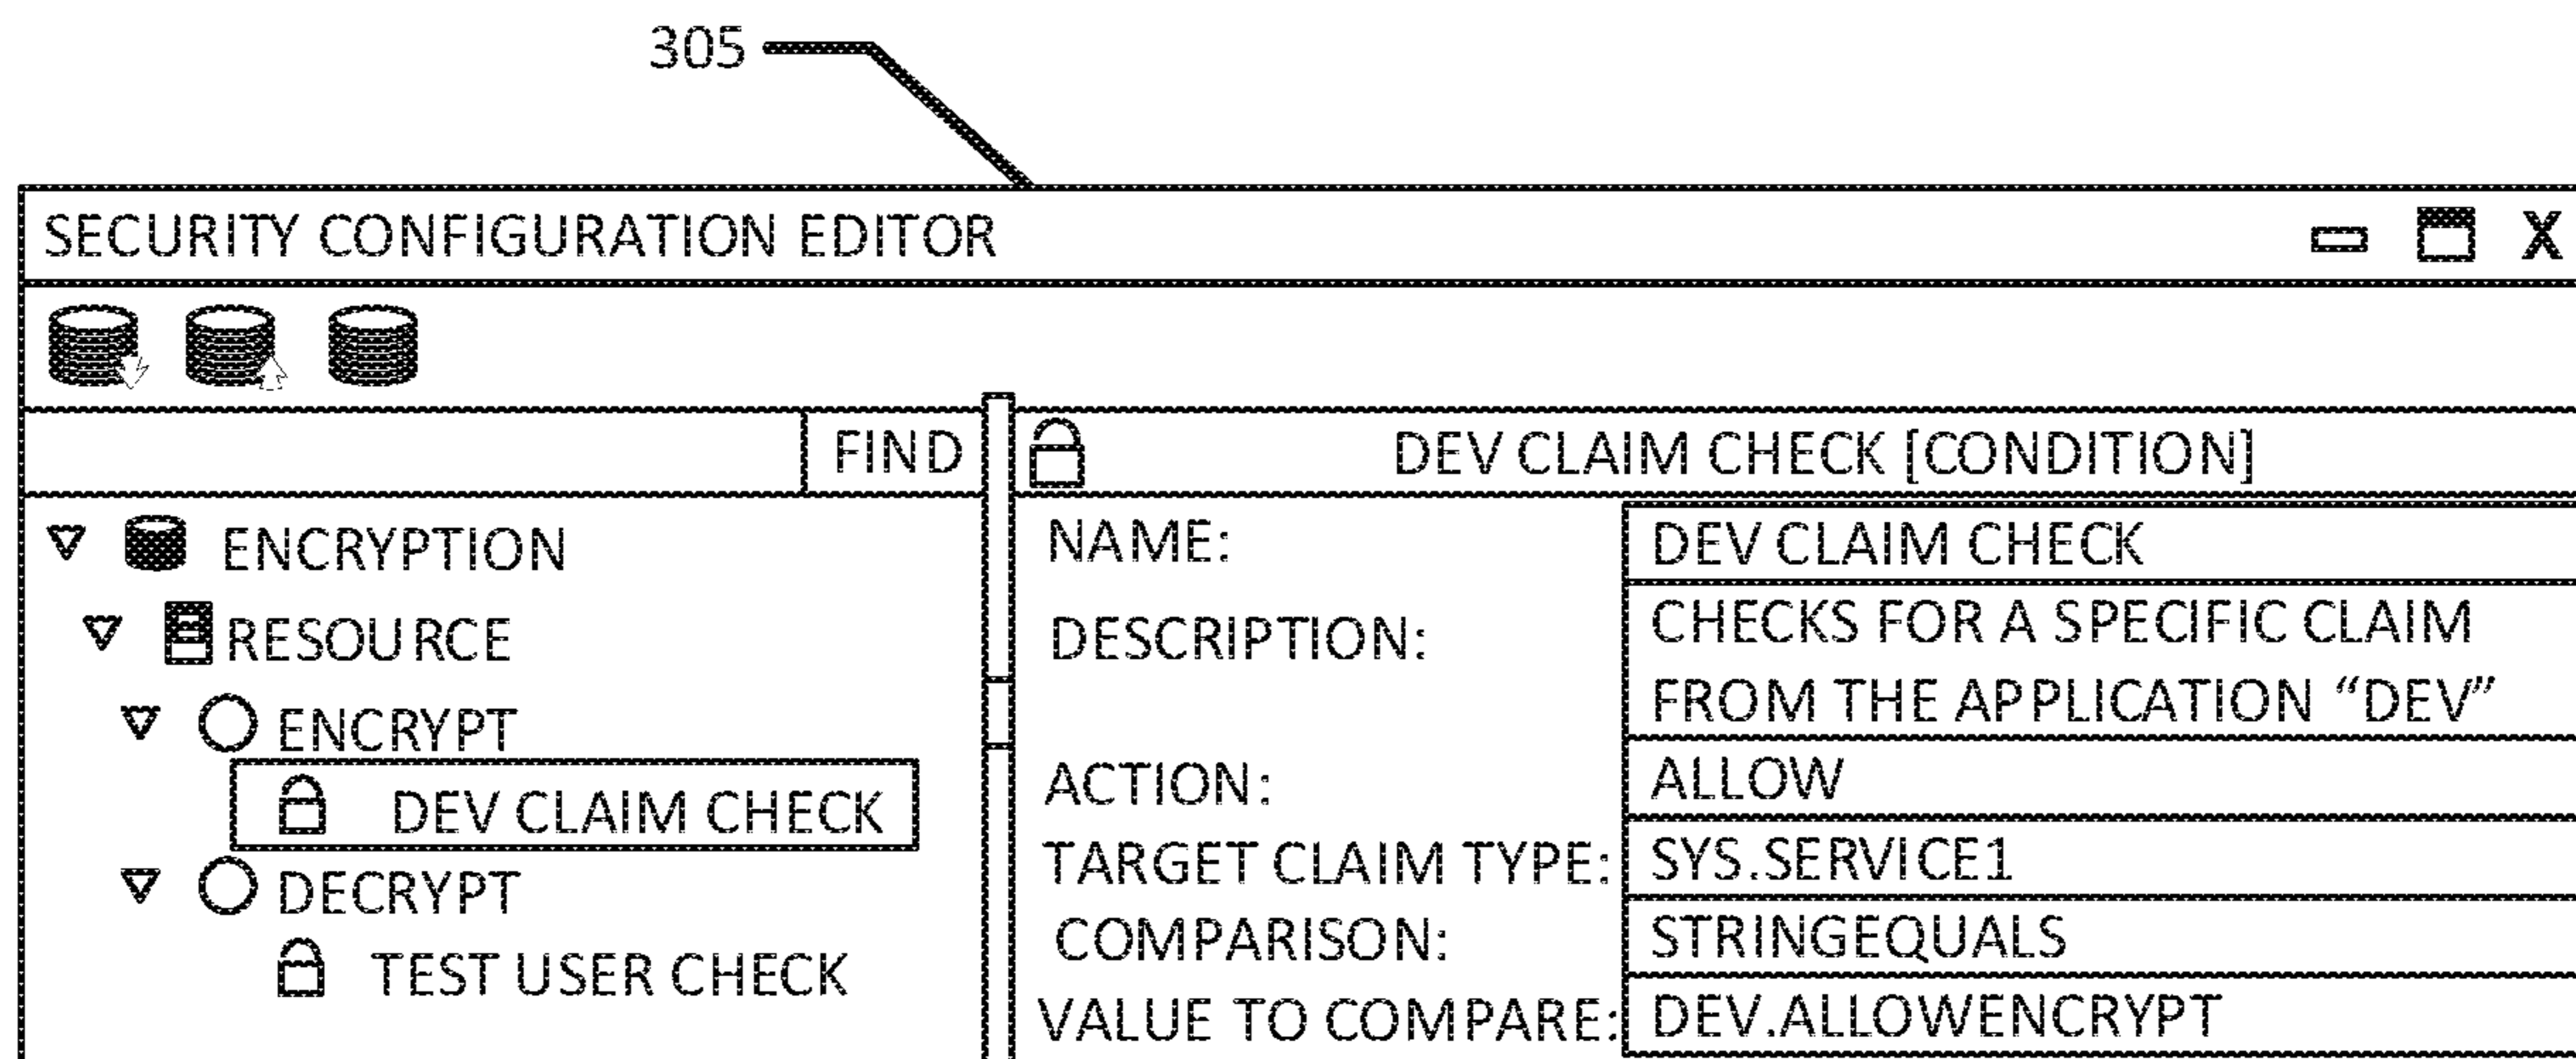 305
SECURITY CONFIGURATION EDITOR
X
FIND
DEV CLAIM CHECK [CONDITION]
ENCRYPTION
RESOURCE
ENCRYPT
DEV CLAIM CHECK
DECRYPT
TEST USER CHECK
NAME: DEV CLAIM CHECK
DESCRIPTION: CHECKS FOR A SPECIFIC CLAIM
FROM THE APPLICATION “DEV”
ACTION: ALLOW
TARGET CLAIM TYPE: SYS.SERVICE1
COMPARISON: STRINGEQUALS
VALUE TO COMPARE: DEV.ALLOWENCRYPT